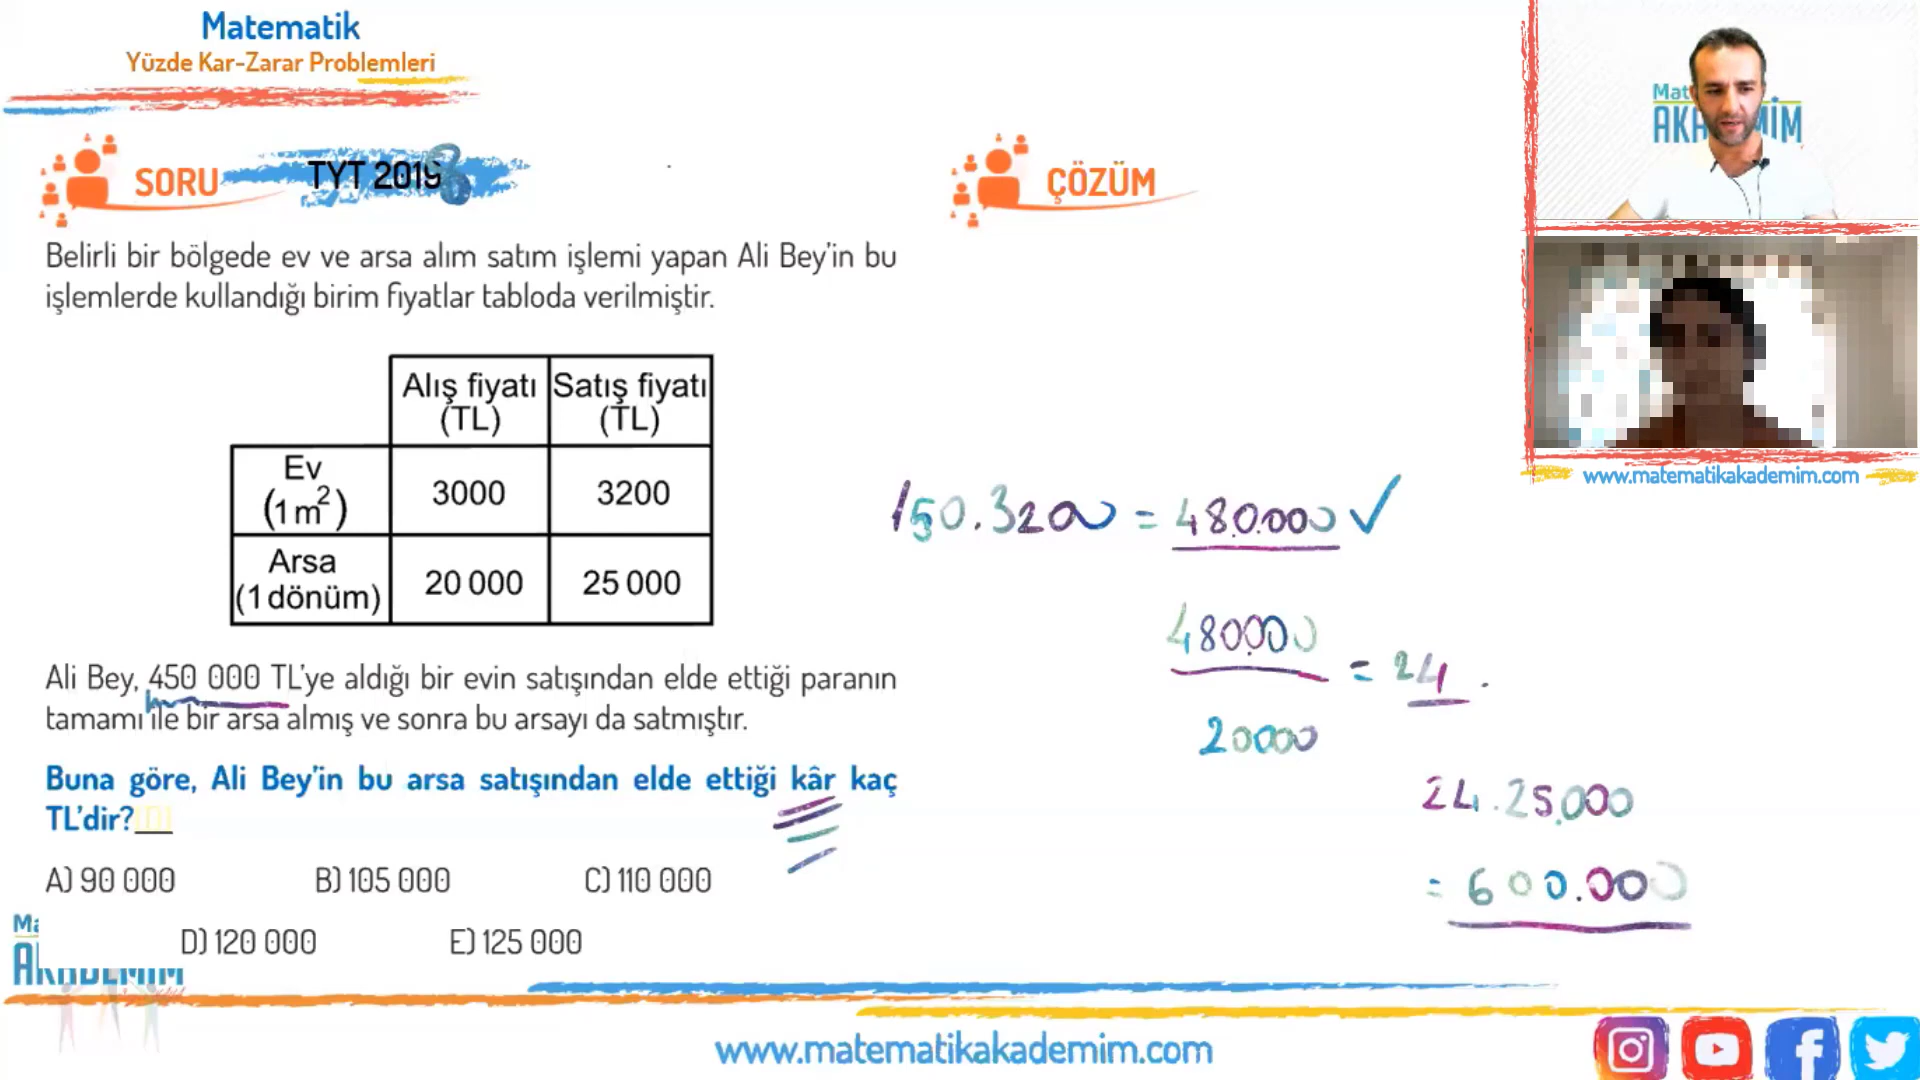 Matematik
Yüzde Kar-Zarar Problemleri
SORU
TYT 2018
ÇÖZÜM
Belirli bir bölgede ev ve arsa alım satım işlemi yapan Ali Bey'in bu
işlemlerde kullandığı birim fiyatlar tabloda verilmiştir.
Alış fiyatı (TL) Satış fiyatı (TL)
Ev (1 m²) 3000 3200
Arsa (1 dönüm) 20 000 25 000
Ali Bey, 450 000 TL'ye aldığı bir evin satışından elde ettiği paranın
tamamı ile bir arsa almış ve sonra bu arsayı da satmıştır.
Buna göre, Ali Bey'in bu arsa satışından elde ettiği kâr kaç
TL'dir?
A) 90 000 B) 105 000 C) 110 000
D) 120 000 E) 125 000
150.3200 = 480.000 ✓
480000
= 24
20000
24.25.000
= 600.000
AKADEMİM
www.matematikakademim.com
www.matematikakademim.com